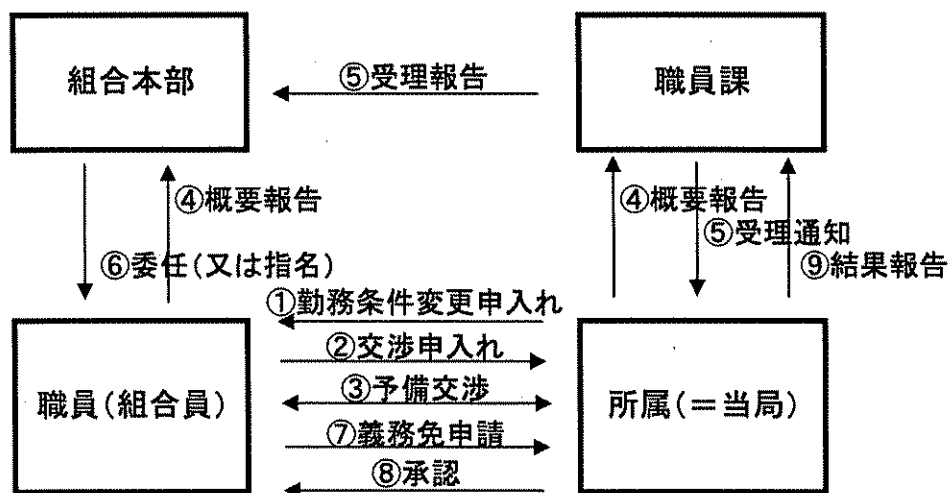 組合本部
⑤受理報告
職員課
④概要報告
④概要報告
⑤受理通知
⑥委任(又は指名)
⑨結果報告
①勤務条件変更申入れ
②交渉申入れ
職員(組合員)
③予備交渉
所属(=当局)
⑦義務免申請
⑧承認